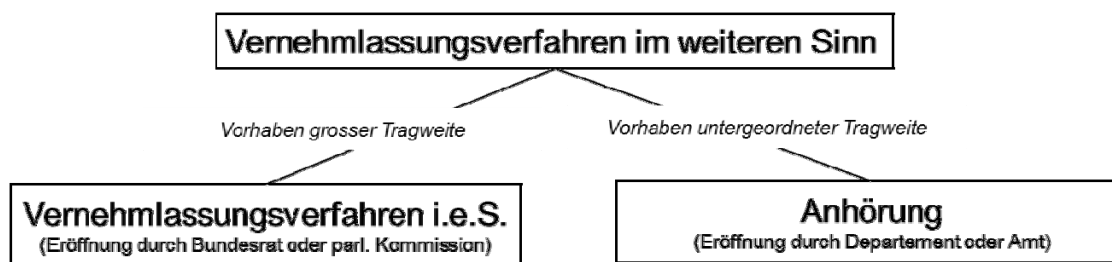 Vernehmlassungsverfahren im weiteren Sinn
Vorhaben grosser Tragweite
Vorhaben untergeordneter Tragweite
Vernehmlassungsverfahren i.e.S.
(Eröffnung durch Bundesrat oder parl. Kommission)
Anhörung
(Eröffnung durch Departement oder Amt)